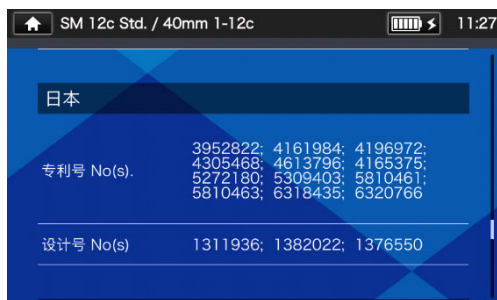 SM 12c Std. / 40mm 1-12c
11:27
日本
专利号 No(s).
3952822; 4161984; 4196972;
4305468; 4613796; 4165375;
5272180; 5309403; 5810461;
5810463; 6318435; 6320766
设计号 No(s)
1311936; 1382022; 1376550